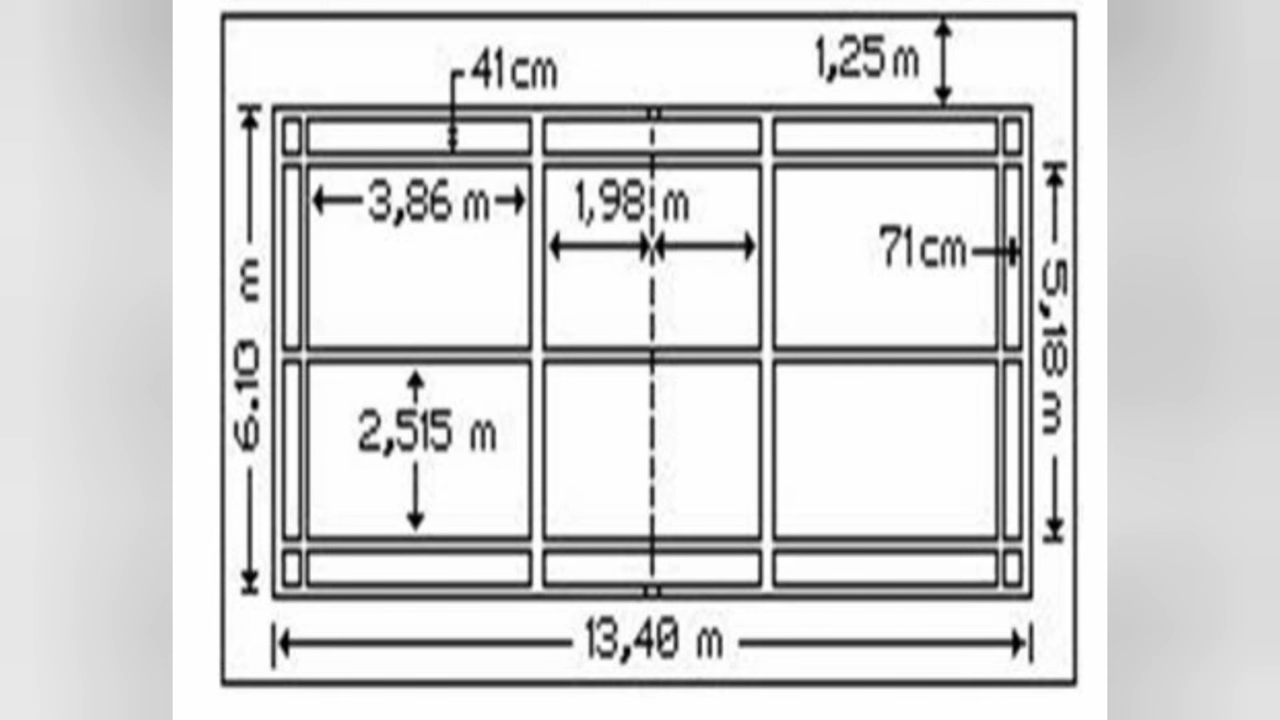 41cm
1,25 m
3,86 m
1,98 m
71cm
6.10 m
5,18 m
2,515 m
13,40 m